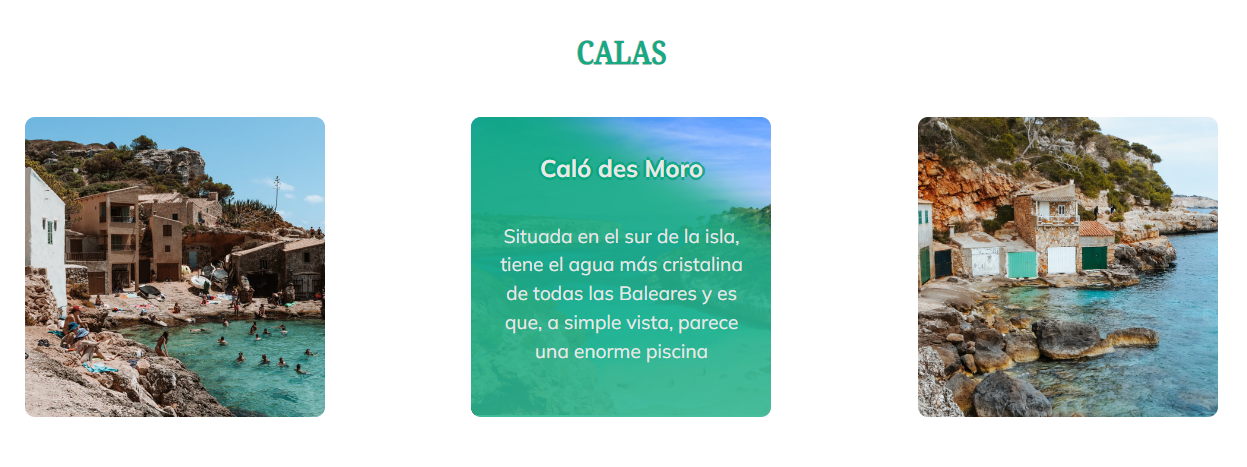 CALAS
Caló des Moro
Situada en el sur de la isla,
tiene el agua más cristalina
de todas las Baleares y es
que, a simple vista, parece
una enorme piscina